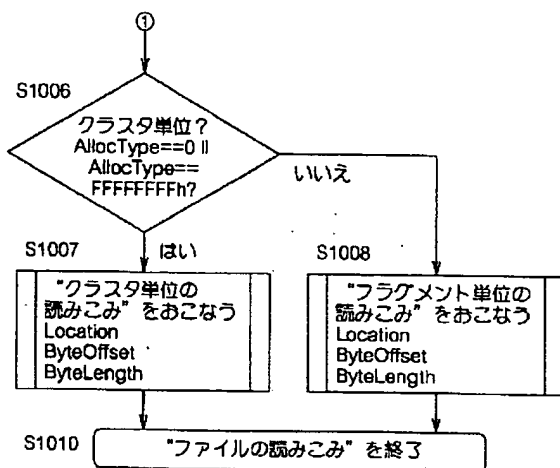 ①
S1006
クラスタ単位？
AllocType==0 ||
AllocType==
FFFFFFFFh?
いいえ
S1007
はい
S1008
"クラスタ単位の
読みこみ" をおこなう
Location
ByteOffset
ByteLength
"フラグメント単位の
読みこみ" をおこなう
Location
ByteOffset
ByteLength
S1010
"ファイルの読みこみ" を終了